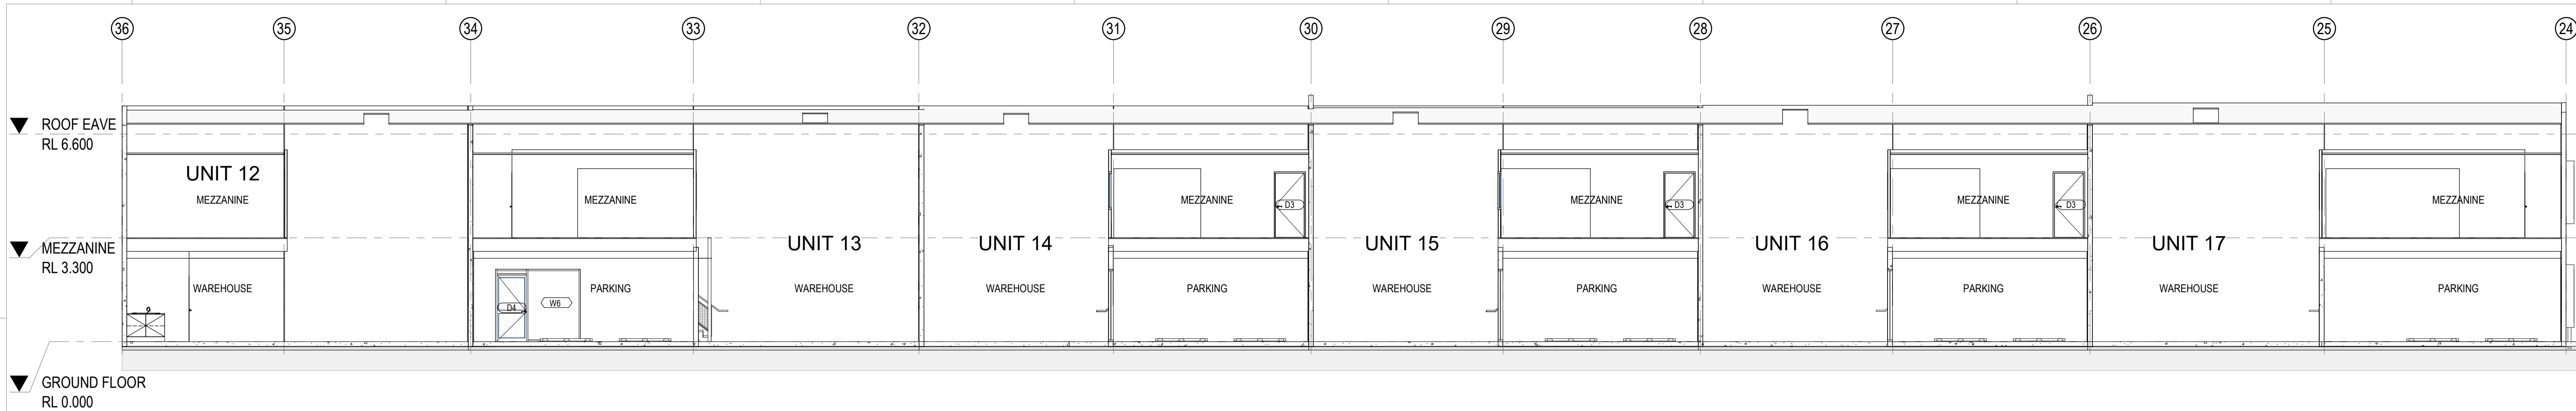 36 35 34 33 32 31 30 29 28 27 26 25 24
ROOF EAVE
RL 6.600
UNIT 12
MEZZANINE MEZZANINE MEZZANINE MEZZANINE MEZZANINE MEZZANINE
D3 D3 D3
MEZZANINE
RL 3.300
UNIT 13 UNIT 14 UNIT 15 UNIT 16 UNIT 17
WAREHOUSE PARKING WAREHOUSE WAREHOUSE PARKING WAREHOUSE PARKING WAREHOUSE PARKING WAREHOUSE PARKING
D4 W6
GROUND FLOOR
RL 0.000